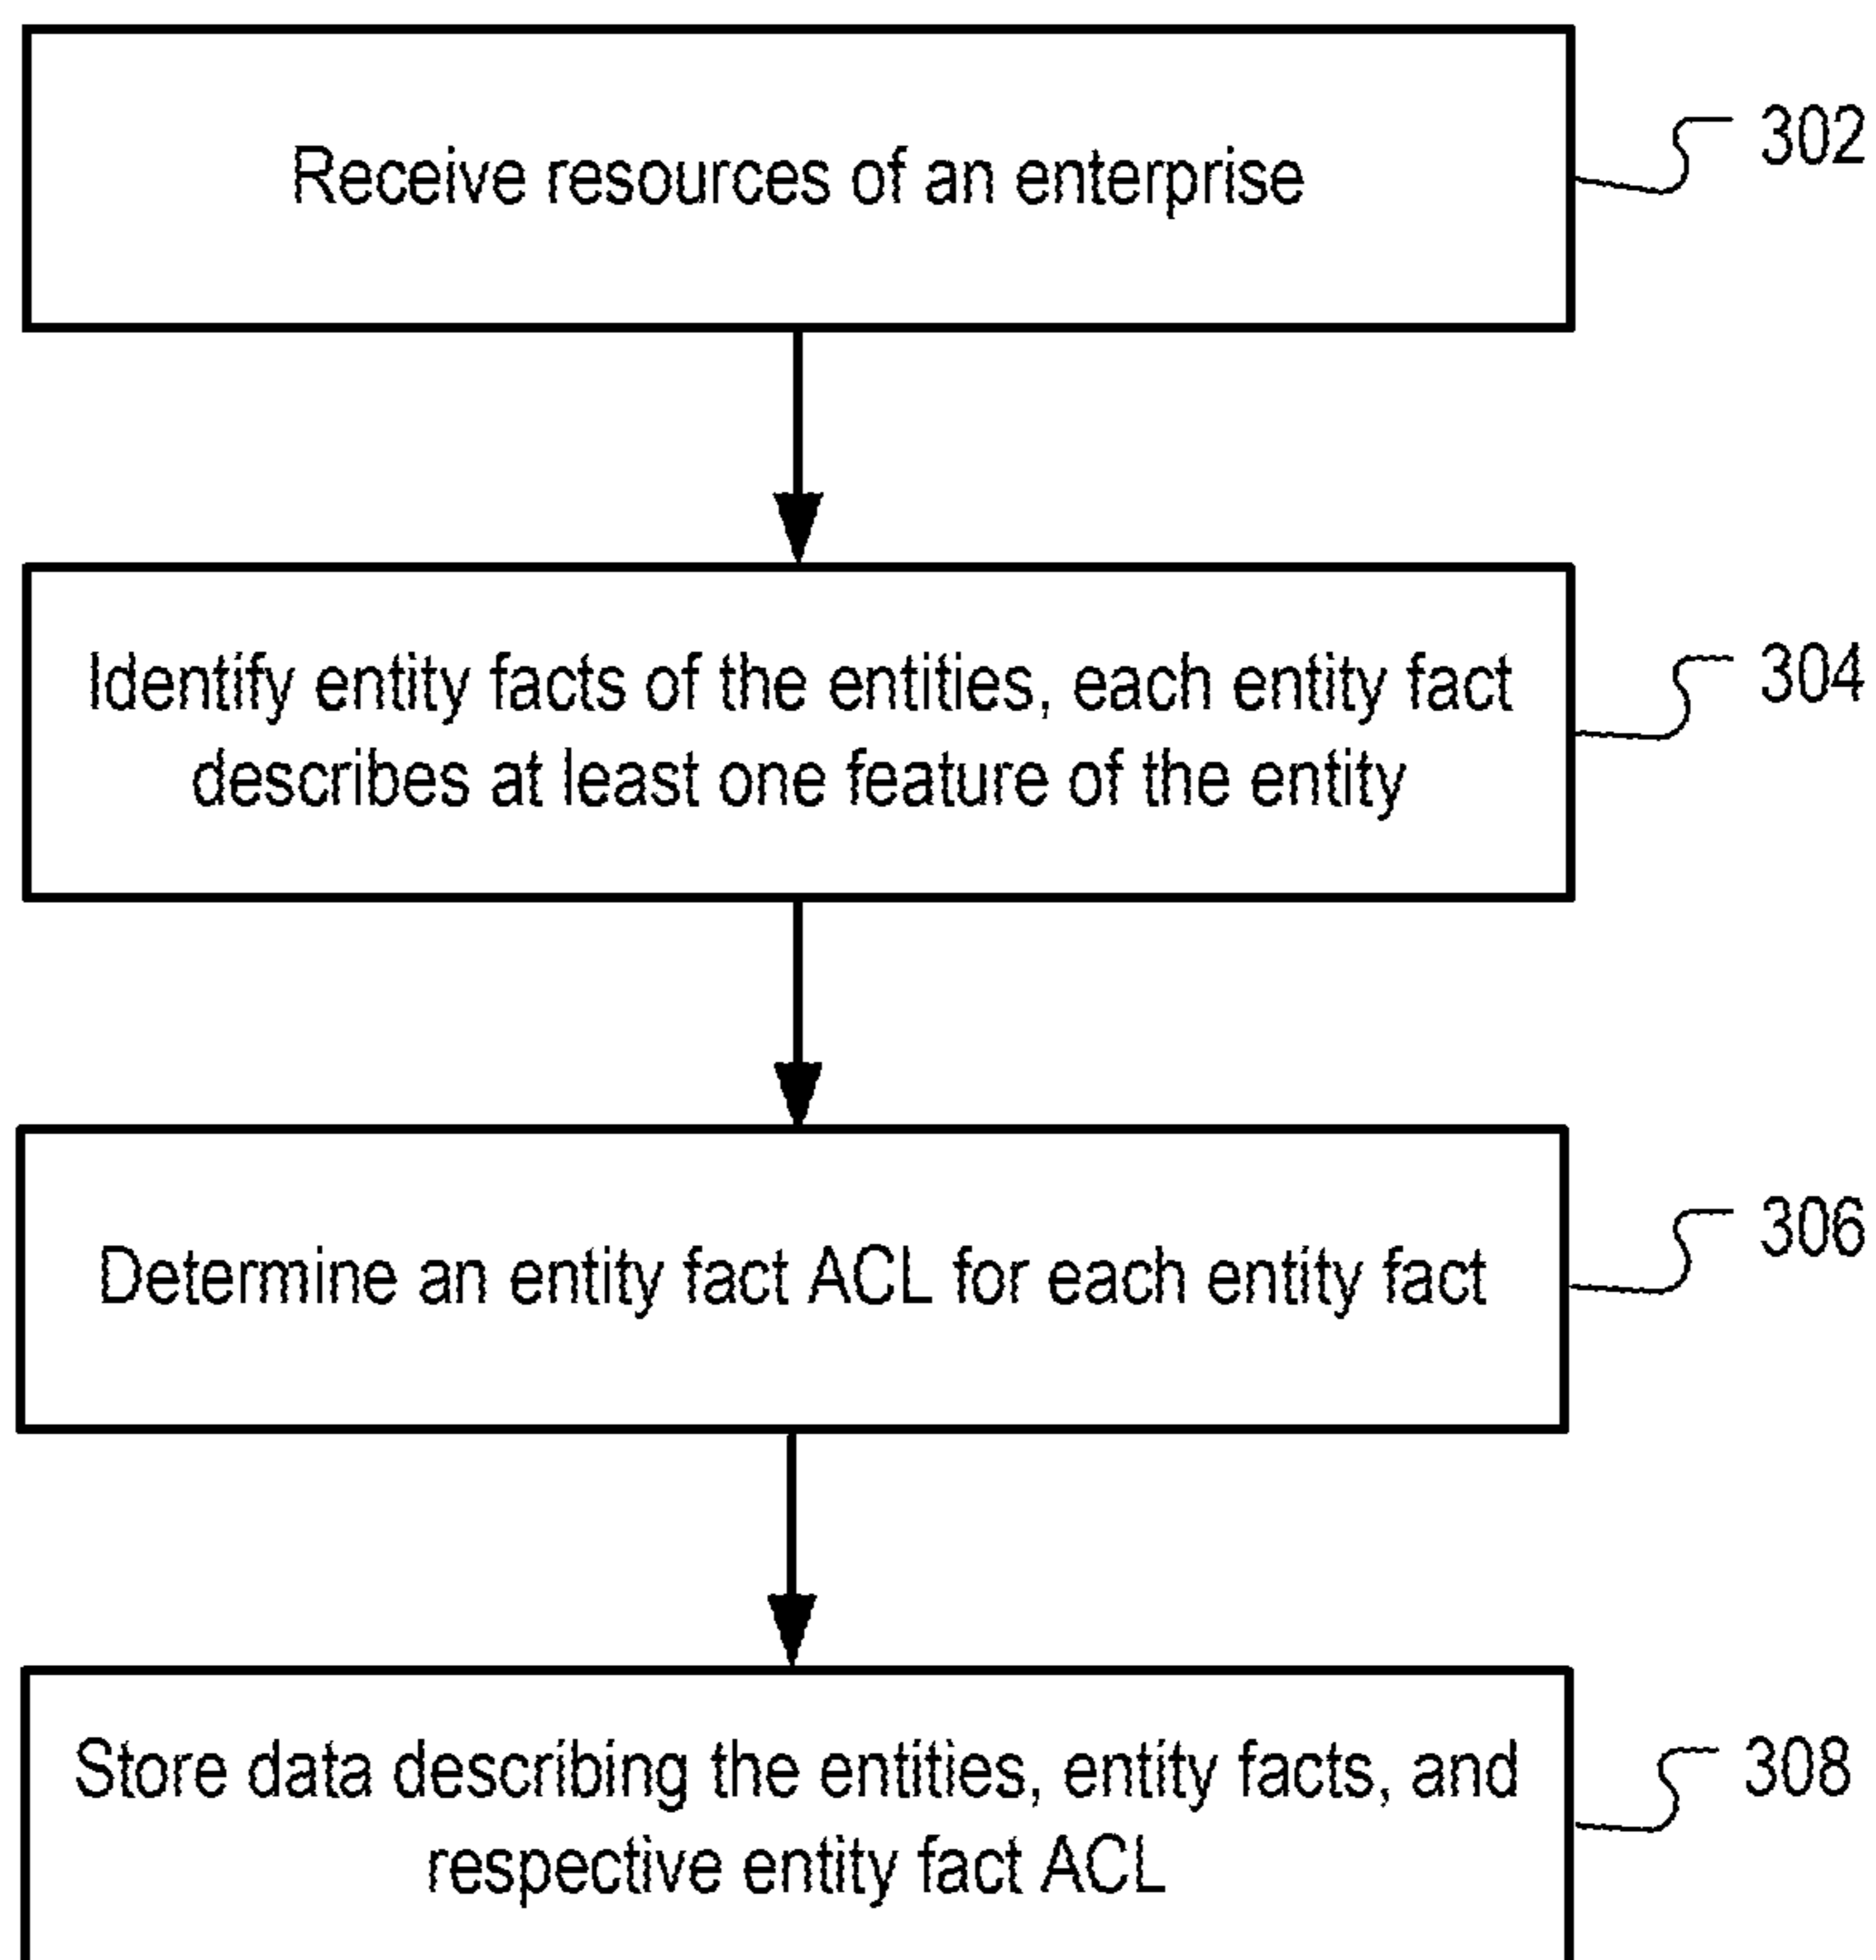 Receive resources of an enterprise
302
Identify entity facts of the entities, each entity fact
describes at least one feature of the entity
304
Determine an entity fact ACL for each entity fact
306
Store data describing the entities, entity facts, and
respective entity fact ACL
308